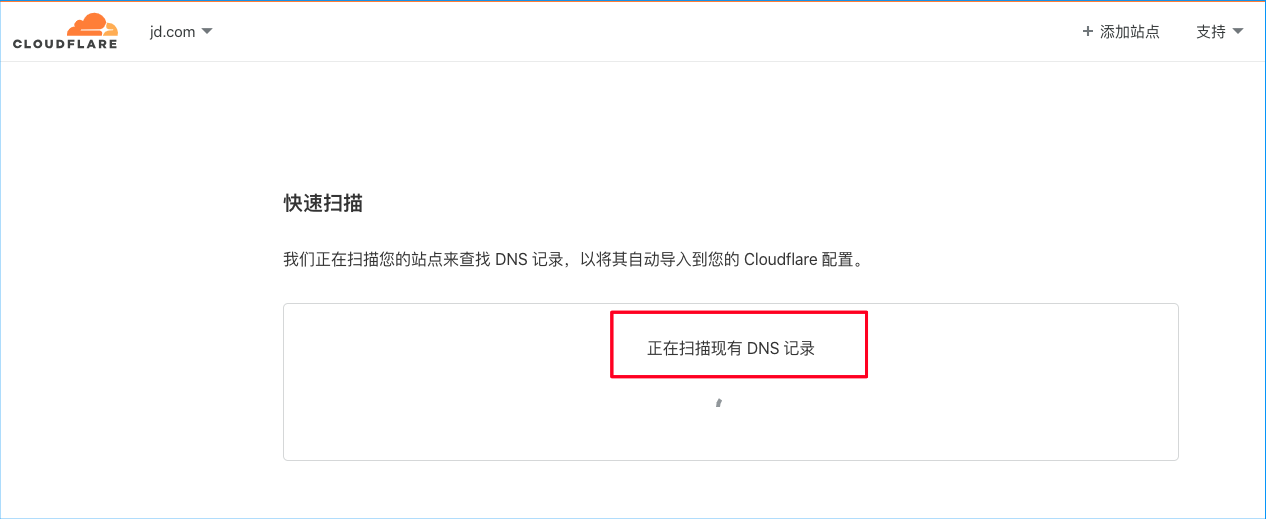 CLOUDFLARE
jd.com
+ 添加站点
支持
快速扫描
我们正在扫描您的站点来查找 DNS 记录，以将其自动导入到您的 Cloudflare 配置。
正在扫描现有 DNS 记录